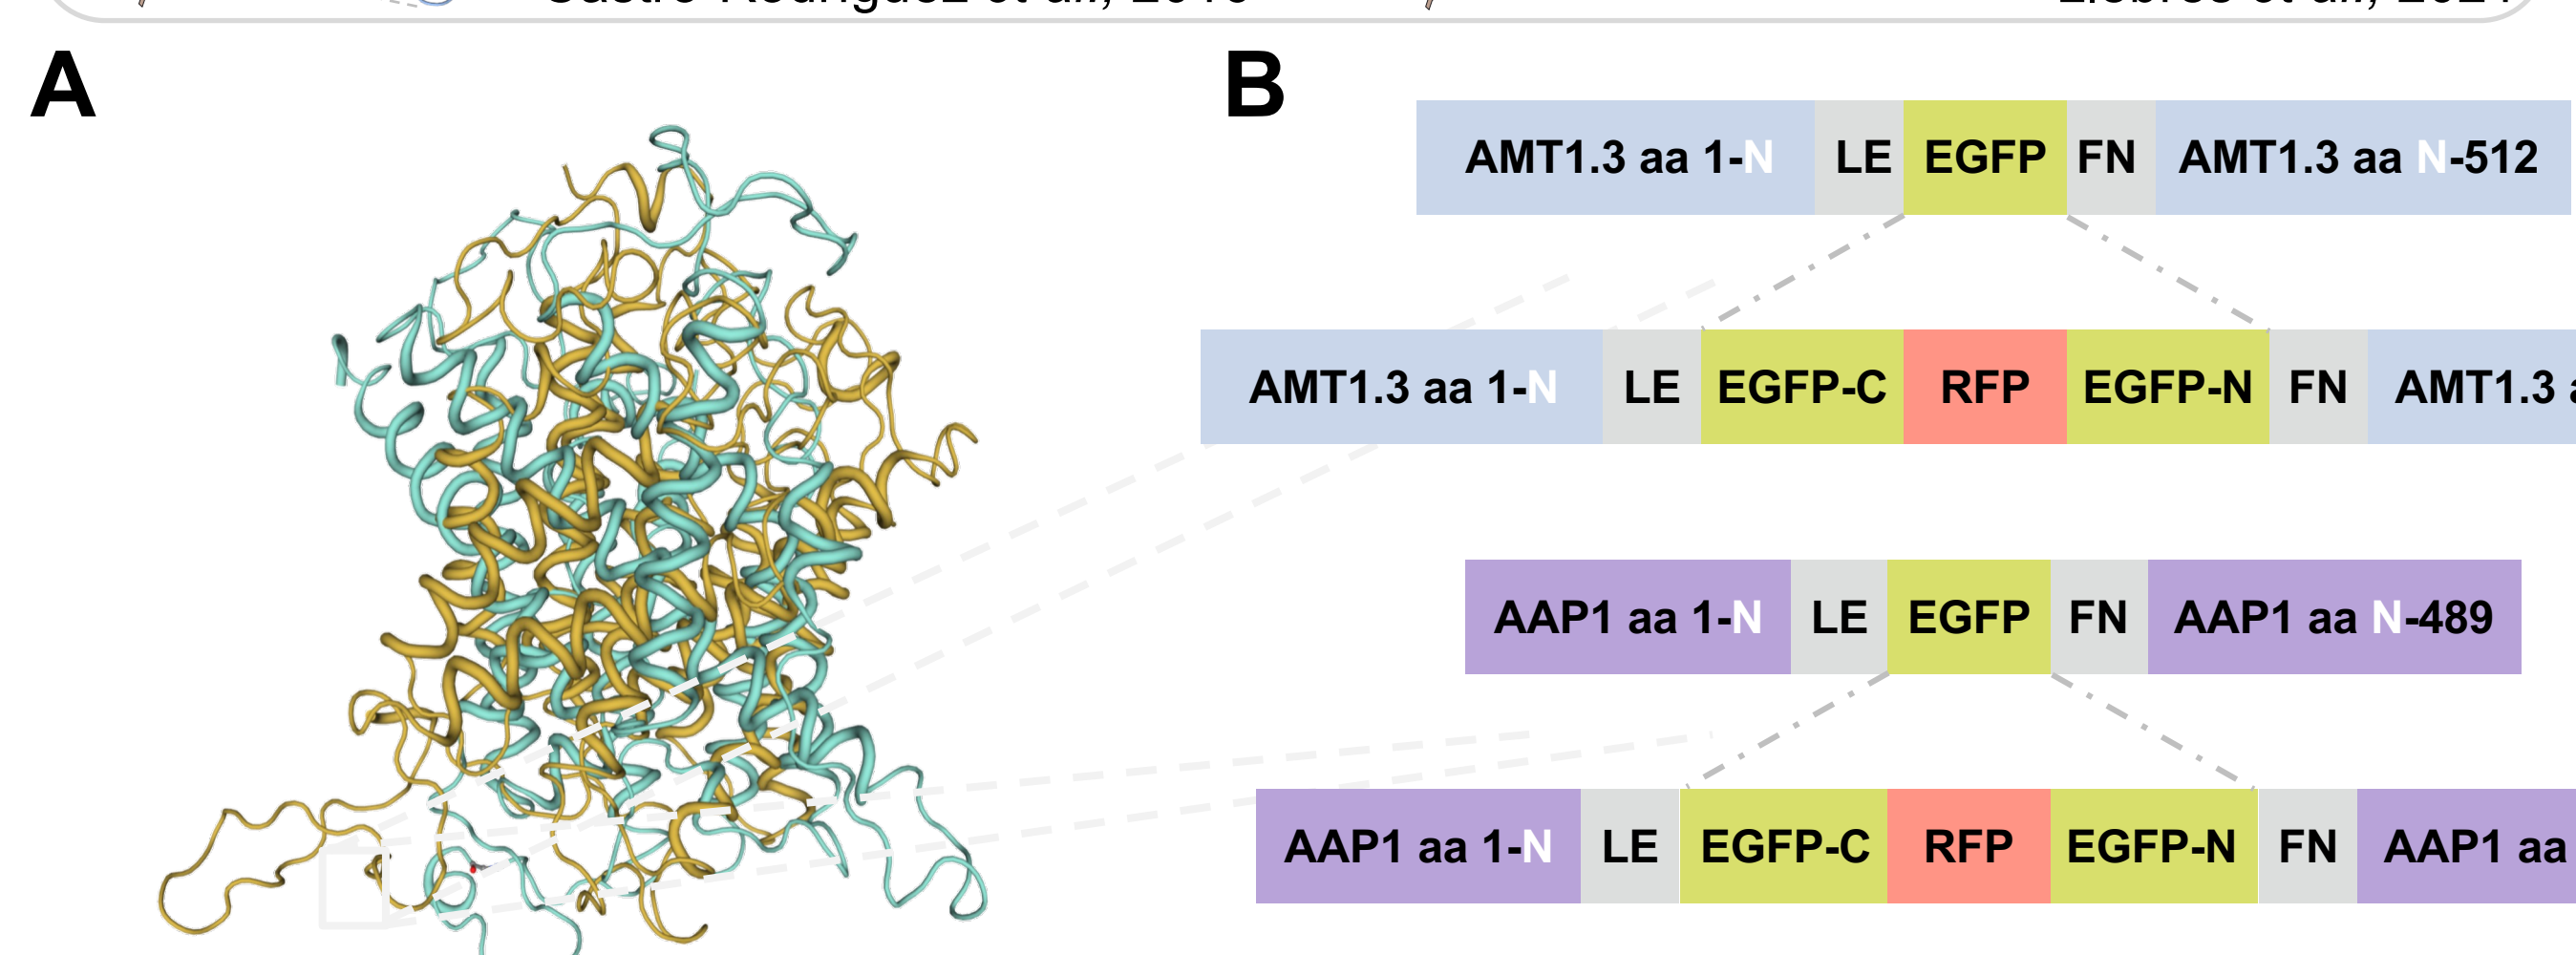 A
B
AMT1.3 aa 1-N LE EGFP FN AMT1.3 aa N-512
AMT1.3 aa 1-N LE EGFP-C RFP EGFP-N FN AMT1.3
AAP1 aa 1-N LE EGFP FN AAP1 aa N-489
AAP1 aa 1-N LE EGFP-C RFP EGFP-N FN AAP1 aa